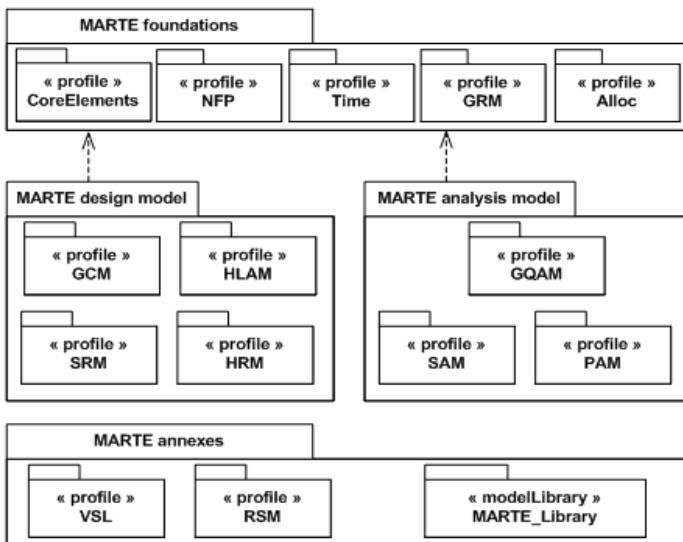 MARTE foundations
« profile »
CoreElements
« profile »
NFP
« profile »
Time
« profile »
GRM
« profile »
Alloc
MARTE design model
« profile »
GCM
« profile »
HLAM
« profile »
SRM
« profile »
HRM
MARTE analysis model
« profile »
GQAM
« profile »
SAM
« profile »
PAM
MARTE annexes
« profile »
VSL
« profile »
RSM
« modelLibrary »
MARTE_Library